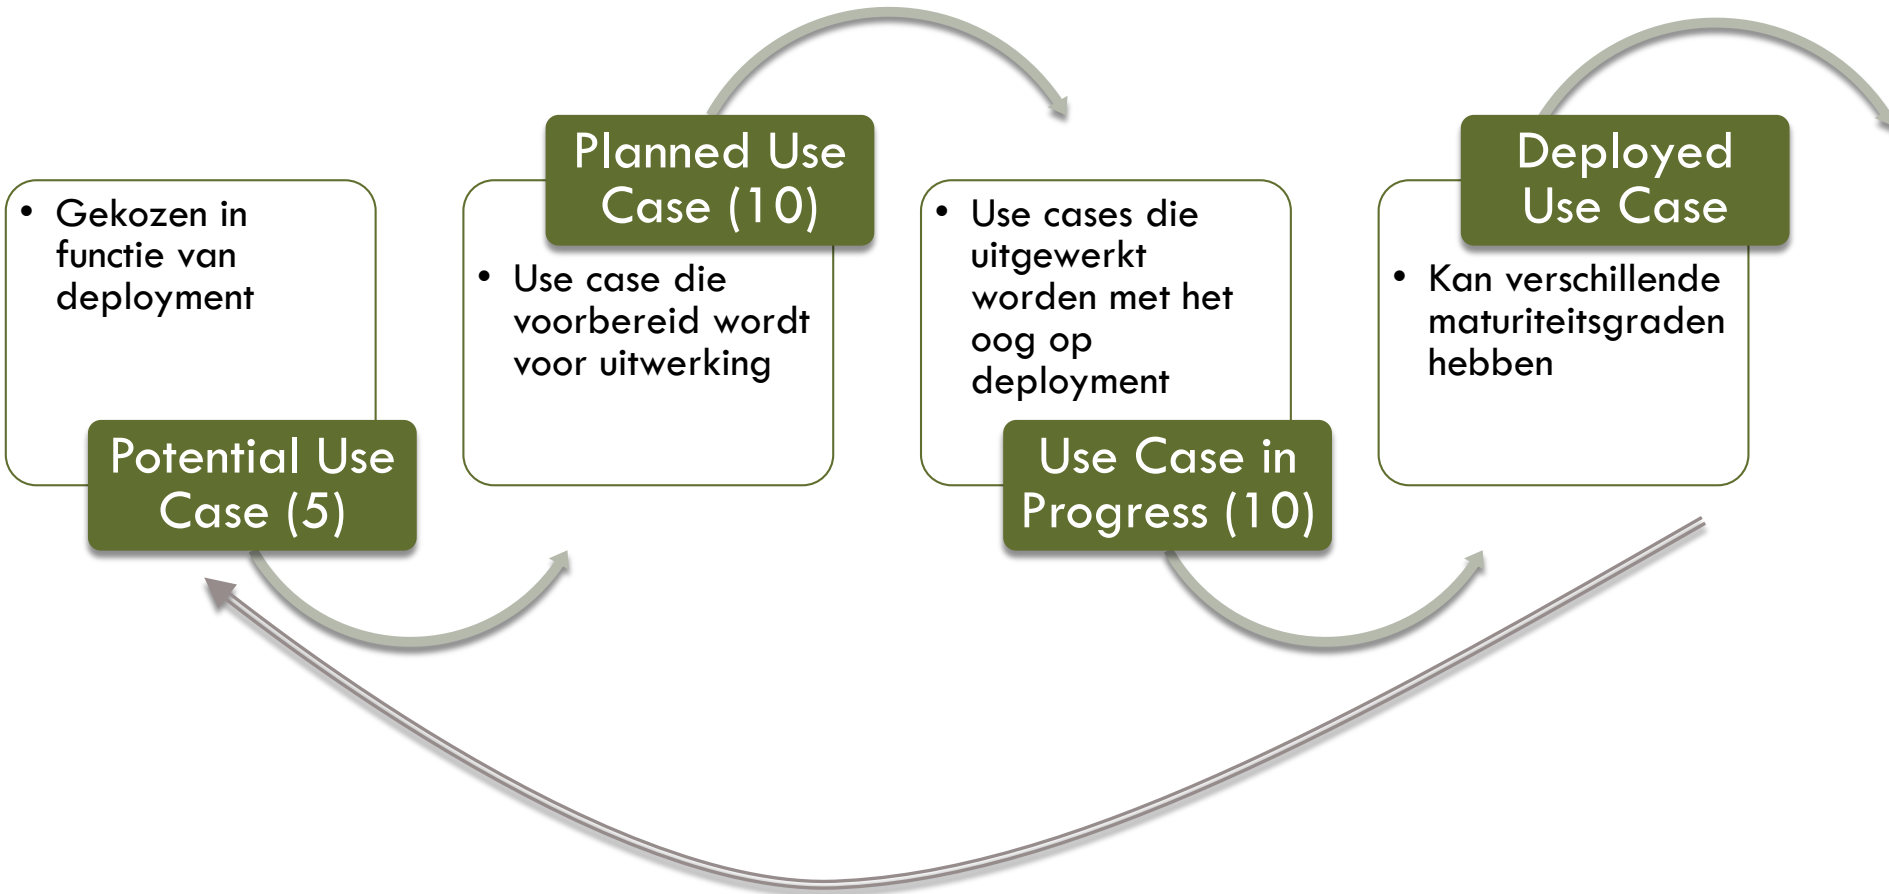 Gekozen in
functie van
deployment
Potential Use
Case (5)
Planned Use
Case (10)
Use case die
voorbereid wordt
voor uitwerking
Use cases die
uitgewerkt
worden met het
oog op
deployment
Use Case in
Progress (10)
Deployed
Use Case
Kan verschillende
maturiteitsgraden
hebben